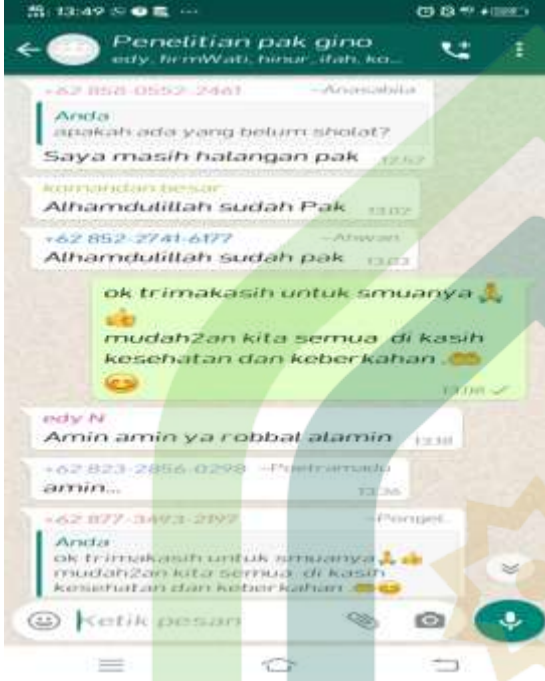 13:49
Penelitian pak gino
edy, firmWati, hinur, ifah, ko...
+62 858-0552-2461 ~Anasabila
Anda
apakah ada yang belum sholat?
Saya masih halangan pak 12.57
komandan besar
Alhamdulillah sudah Pak 13.02
+62 852-2741-6177 ~Ahwan
Alhamdulillah sudah pak 13.03
ok trimakasih untuk smuanya 🙏
👍
mudah2an kita semua di kasih
kesehatan dan keberkahan .🤲
😊
13.08
edy N
Amin amin ya robbal alamin 13.18
+62 823-2856-0298 ~Poetramadu
amin... 13.36
+62 877-3493-2197 ~Ponget..
Anda
ok trimakasih untuk smuanya🙏👍
mudah2an kita semua di kasih
kesehatan dan keberkahan .🤲😊
Ketik pesan